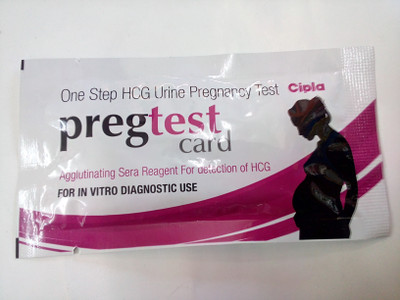 One Step HCG Urine Pregnancy Test Cipla
pregtest
card
Agglutinating Sera Reagent For detection of HCG
FOR IN VITRO DIAGNOSTIC USE